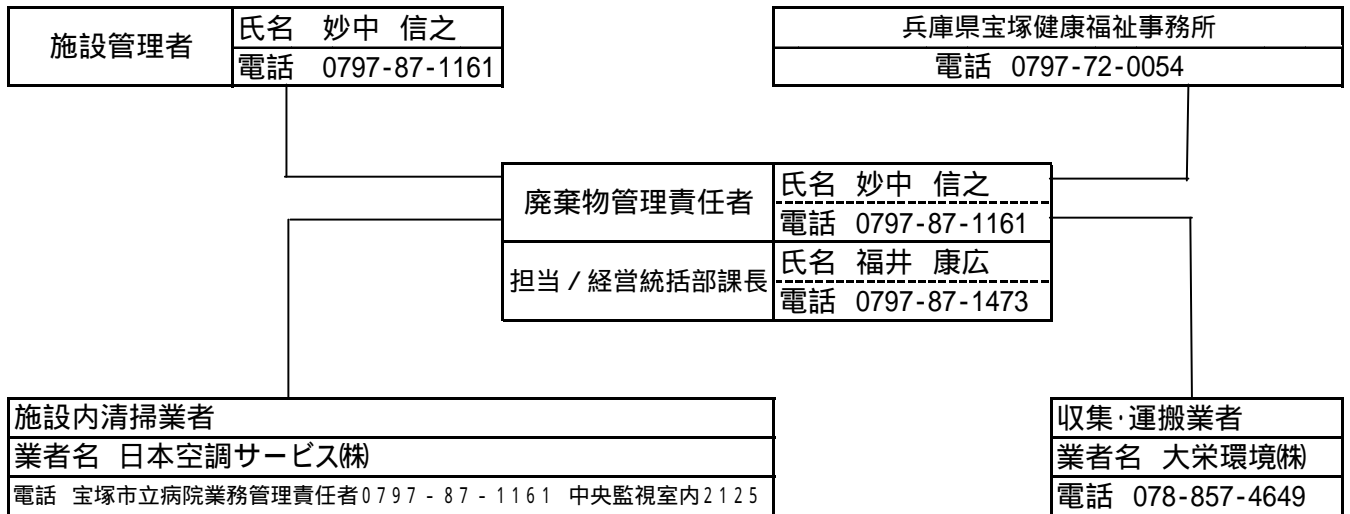 施設管理者
氏名 妙中 信之
電話 0797-87-1161
兵庫県宝塚健康福祉事務所
電話 0797-72-0054
廃棄物管理責任者
氏名 妙中 信之
電話 0797-87-1161
担当/経営統括部課長
氏名 福井 康広
電話 0797-87-1473
施設内清掃業者
業者名 日本空調サービス㈱
電話 宝塚市立病院業務管理責任者0797-87-1161 中央監視室内2125
収集・運搬業者
業者名 大栄環境㈱
電話 078-857-4649